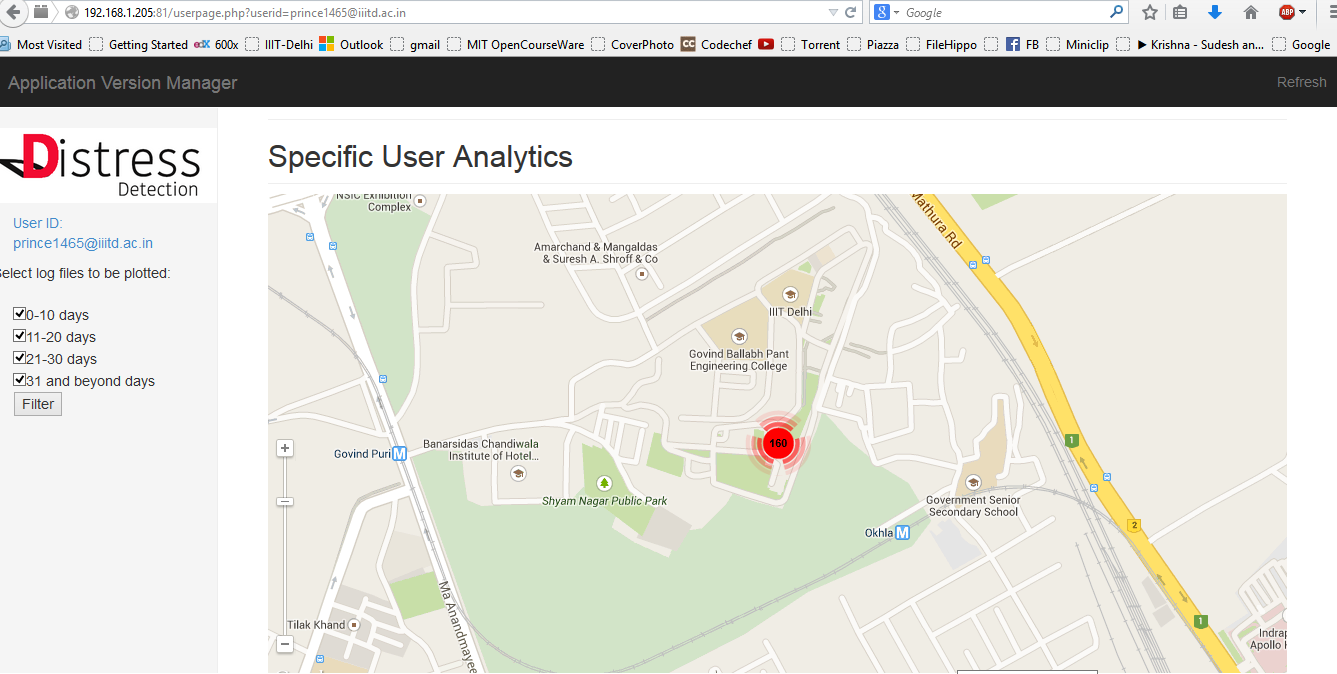 192.168.1.205:81/userpage.php?userid=prince1465@iiitd.ac.in
Google
ABP
Most Visited
Getting Started
edX 600x
IIIT-Delhi
Outlook
gmail
MIT OpenCourseWare
CoverPhoto
CC Codechef
Torrent
Piazza
FileHippo
FB
Miniclip
► Krishna - Sudesh an...
Google
Application Version Manager
Refresh
Distress
Detection
User ID:
prince1465@iiitd.ac.in
Select log files to be plotted:
0-10 days
11-20 days
21-30 days
31 and beyond days
Filter
Specific User Analytics
NSIC Exhibition
Complex
Mathura Rd
Amarchand & Mangaldas
& Suresh A. Shroff & Co
IIIT Delhi
Govind Ballabh Pant
Engineering College
160
1
Govind Puri M
Banarsidas Chandiwala
Institute of Hotel...
Shyam Nagar Public Park
Government Senior
Secondary School
Okhla M
2
Ma Anandmayee
Tilak Khand
1
Indrap
Apollo H